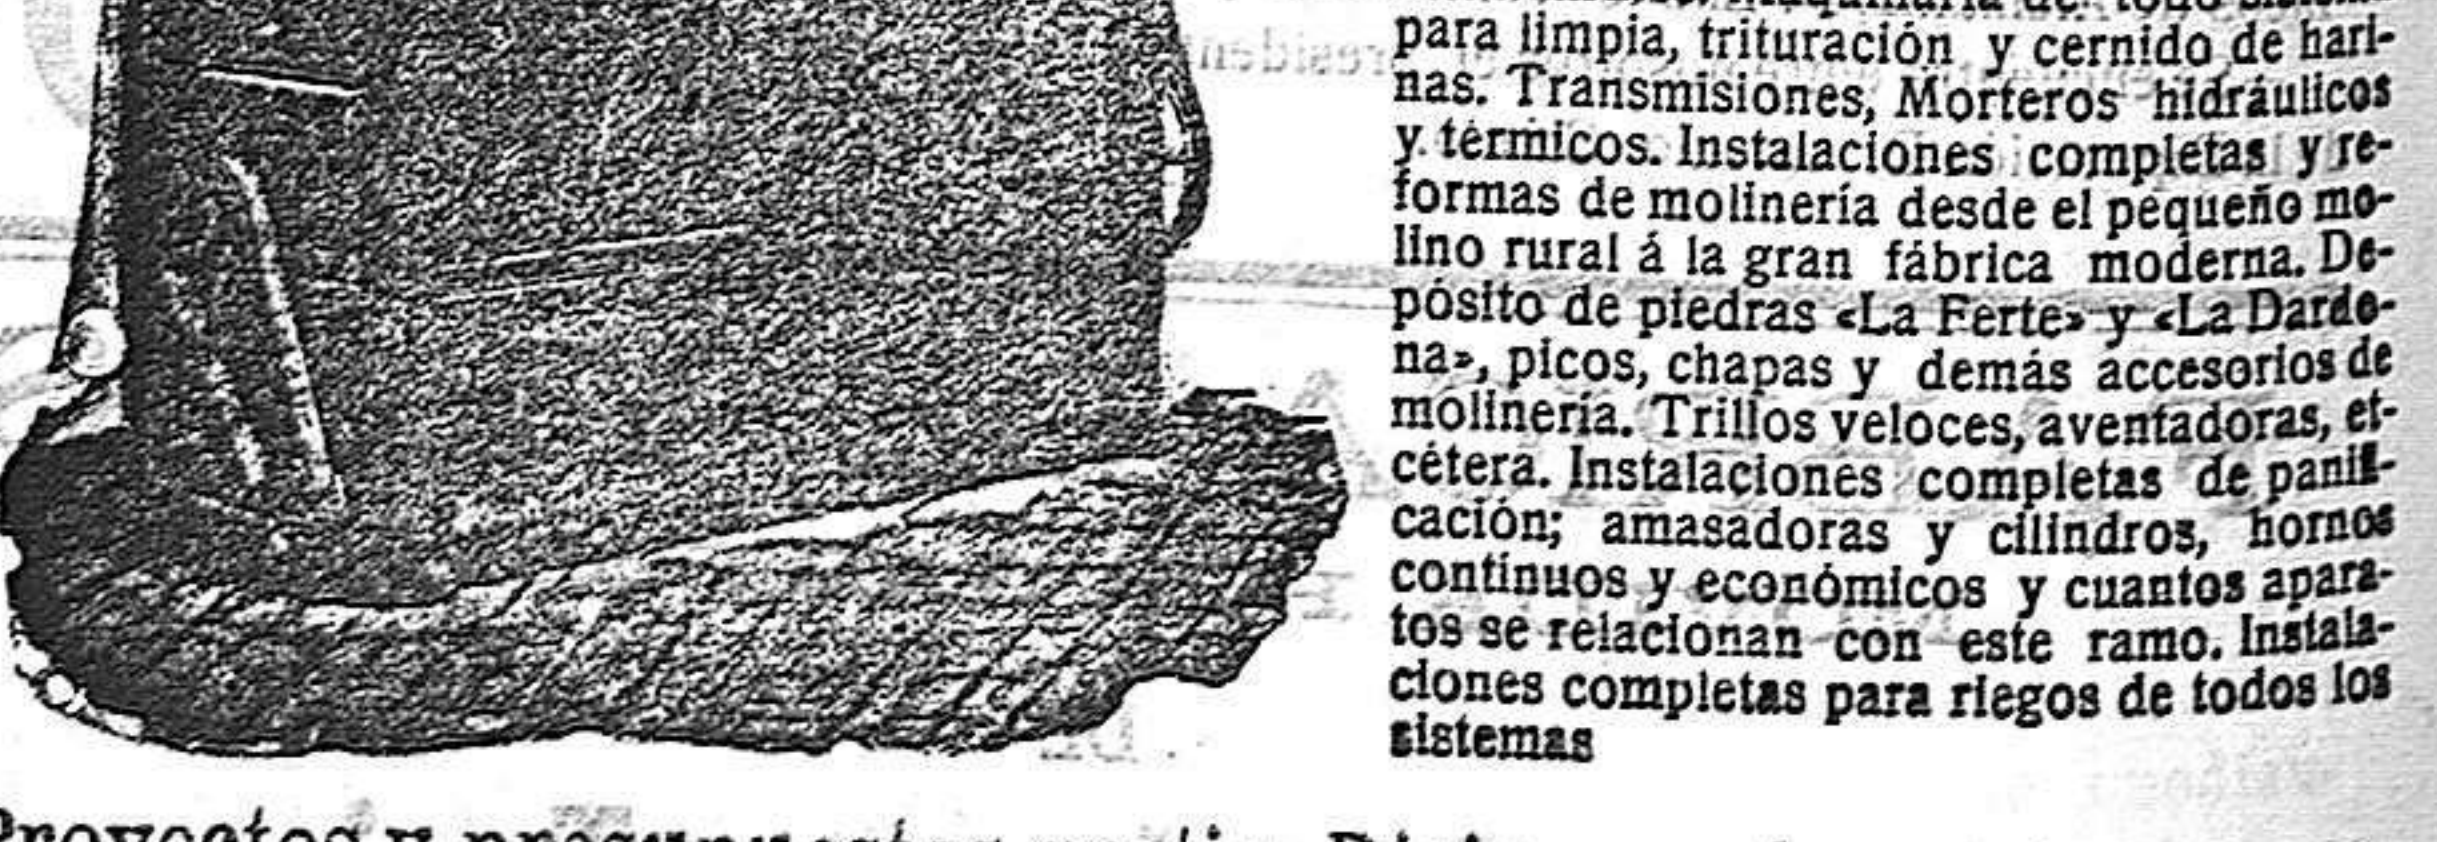 para limpia, trituración y cernido de hari-
nas. Transmisiones, Morteros hidráulicos
y térmicos. Instalaciones completas y re-
formas de molinería desde el pequeño mo-
lino rural á la gran fábrica moderna. De-
pósito de piedras «La Ferte» y «La Dardo-
na», picos, chapas y demás accesorios de
molinería. Trillos veloces, aventadoras, et-
cétera. Instalaciones completas de panifi-
cación; amasadoras y cilindros, hornos
continuos y económicos y cuantos apara-
tos se relacionan con este ramo. Instala-
ciones completas para riegos de todos los
sistemas
Proyectos y presupuestos